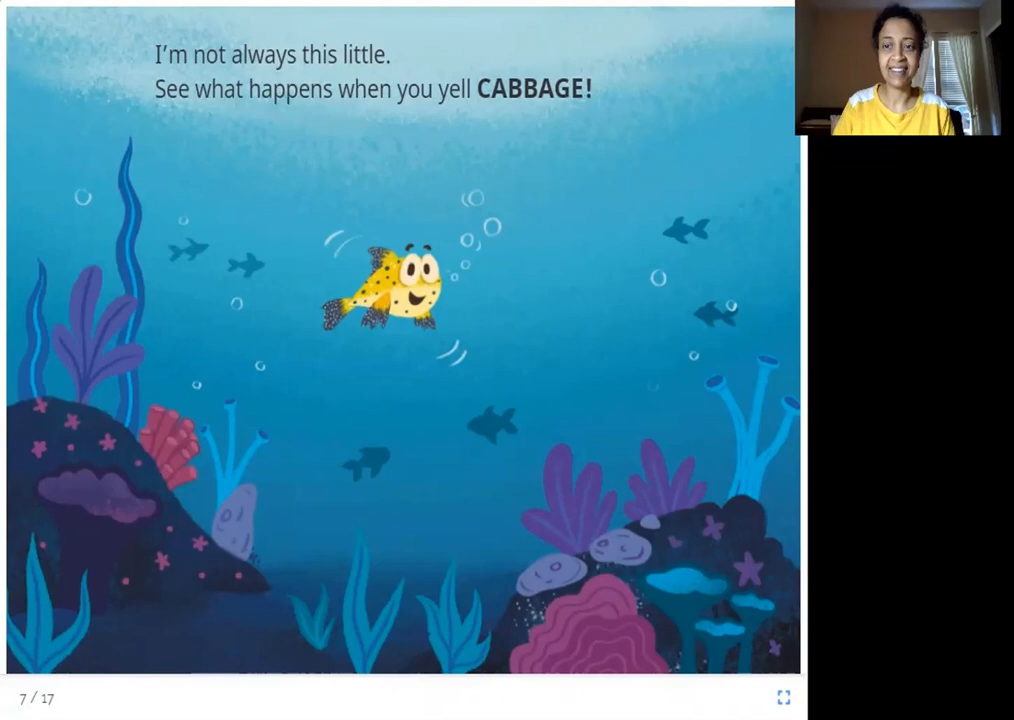 I'm not always this little.
See what happens when you yell CABBAGE!
7 / 17